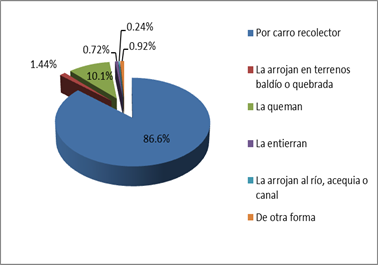 0.24%
0.72%
0.92%
1.44%
10.1%
86.6%
Por carro recolector
La arrojan en terrenos
baldío o quebrada
La queman
La entierran
La arrojan al río, acequia o
canal
De otra forma